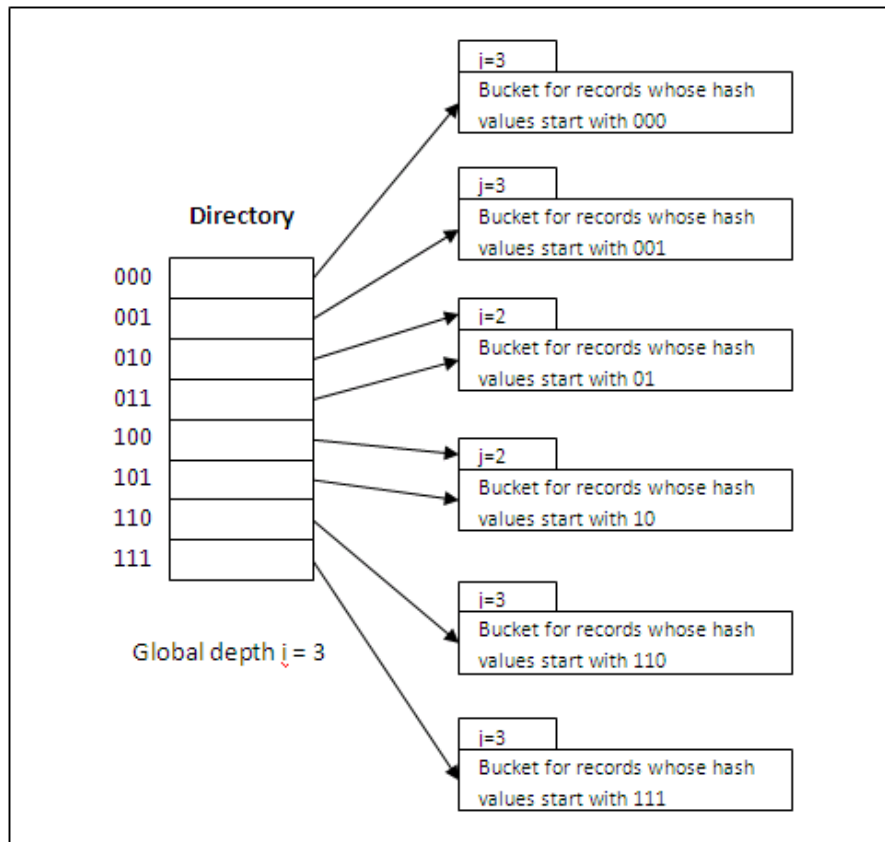 Directory
000
001
010
011
100
101
110
111
Global depth i = 3
j=3
Bucket for records whose hash
values start with 000
j=3
Bucket for records whose hash
values start with 001
j=2
Bucket for records whose hash
values start with 01
j=2
Bucket for records whose hash
values start with 10
j=3
Bucket for records whose hash
values start with 110
j=3
Bucket for records whose hash
values start with 111